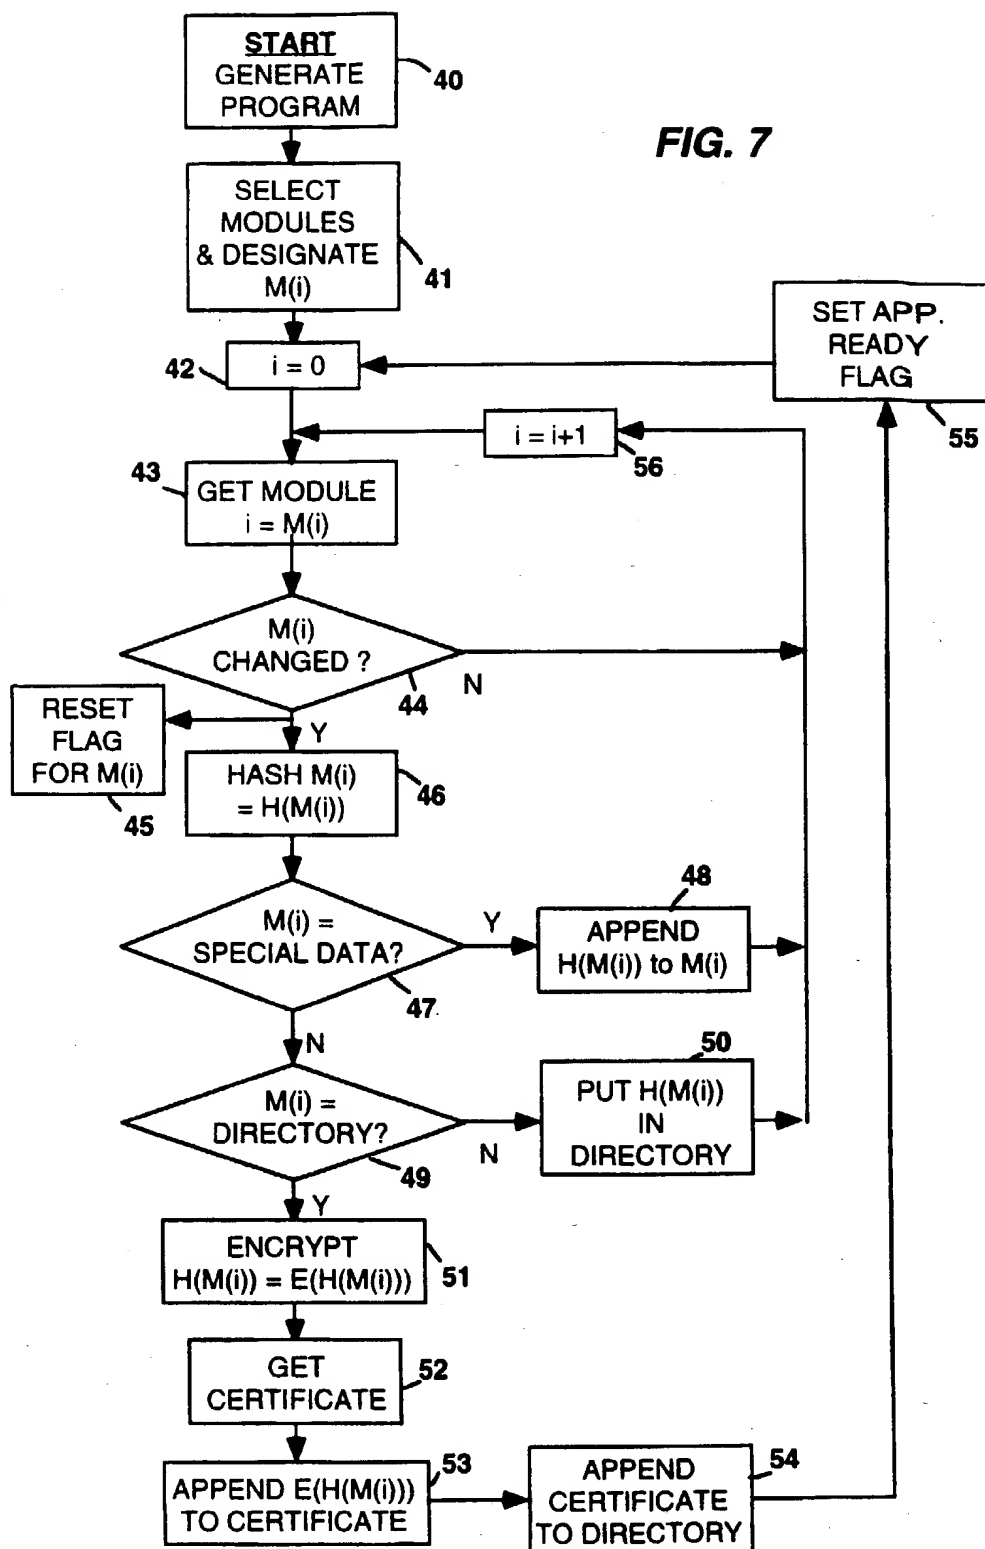 START
GENERATE
PROGRAM
40
FIG. 7
SELECT
MODULES
& DESIGNATE
M(i)
41
SET APP.
READY
FLAG
55
42
i = 0
i = i+1
56
43
GET MODULE
i = M(i)
M(i)
CHANGED ?
44
N
RESET
FLAG
FOR M(i)
45
Y
HASH M(i)
= H(M(i))
46
M(i) =
SPECIAL DATA?
47
Y
48
APPEND
H(M(i)) to M(i)
N
M(i) =
DIRECTORY?
49
N
50
PUT H(M(i))
IN
DIRECTORY
Y
ENCRYPT
H(M(i)) = E(H(M(i)))
51
GET
CERTIFICATE
52
APPEND E(H(M(i)))
TO CERTIFICATE
53
APPEND
CERTIFICATE
TO DIRECTORY
54